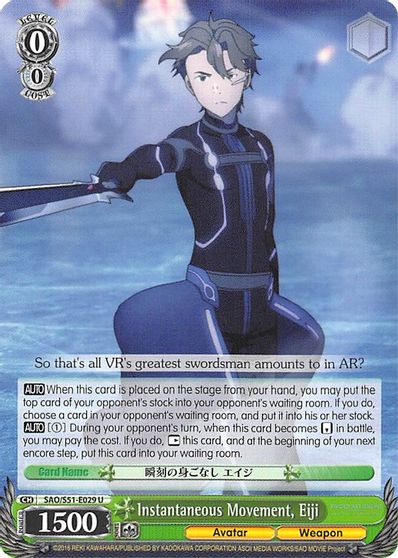 LEVEL
0
0
COST
So that's all VR's greatest swordsman amounts to in AR?
AUTO When this card is placed on the stage from your hand, you may put the
top card of your opponent's stock into your opponent's waiting room. If you do,
choose a card in your opponent's waiting room, and put it into his or her stock.
AUTO [①] During your opponent's turn, when this card becomes in battle,
you may pay the cost. If you do, this card, and at the beginning of your next
encore step, put this card into your waiting room.
Card Name 瞬刻の身ごなし エイジ
CH SAO/S51-E029 U
POWER 1500 Instantaneous Movement, Eiji
Avatar Weapon
©2016 REKI KAWAHARA/PUBLISHED BY KADOKAWA CORPORATION ASCII MEDIA WORKS/SAO MOVIE Project